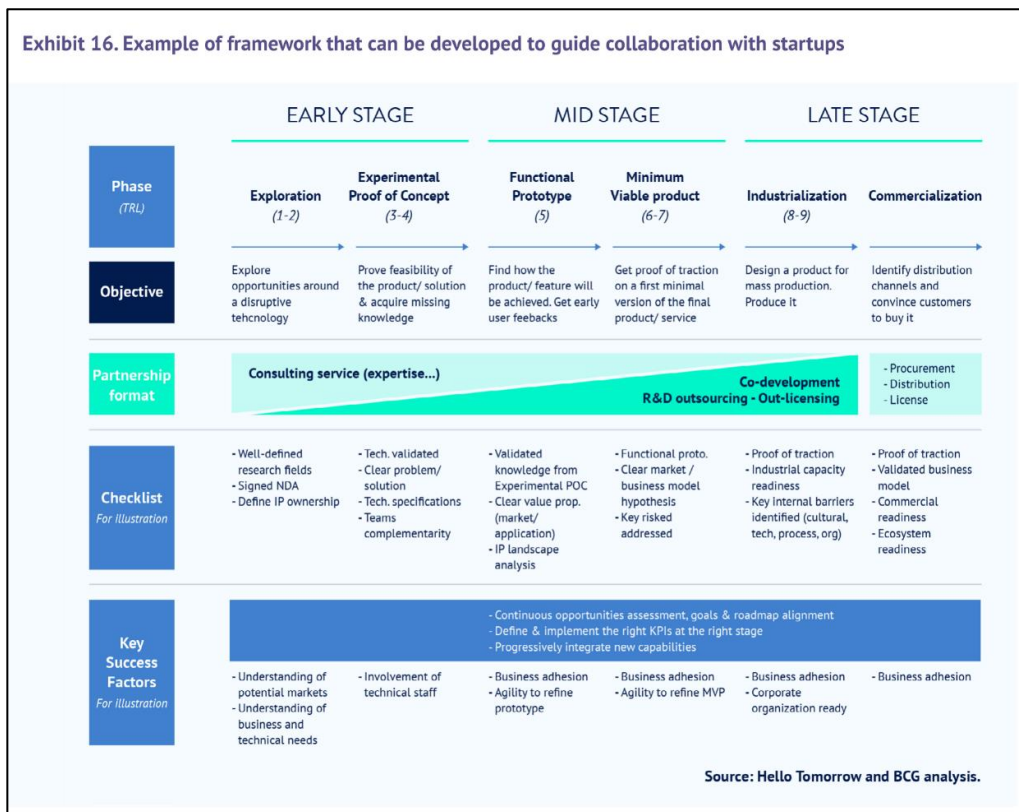 Exhibit 16. Example of framework that can be developed to guide collaboration with startups
EARLY STAGE
MID STAGE
LATE STAGE
Phase
(TRL)
Exploration
(1-2)
Experimental
Proof of Concept
(3-4)
Functional
Prototype
(5)
Minimum
Viable product
(6-7)
Industrialization
(8-9)
Commercialization
Objective
Explore
opportunities around
a disruptive
tehcnology
Prove feasibility of
the product/ solution
& acquire missing
knowledge
Find how the
product/ feature will
be achieved. Get early
user feebacks
Get proof of traction
on a first minimal
version of the final
product/ service
Design a product for
mass production.
Produce it
Identify distribution
channels and
convince customers
to buy it
Partnership
format
Consulting service (expertise...)
Co-development
R&D outsourcing - Out-licensing
- Procurement
- Distribution
- License
Checklist
For illustration
- Well-defined
research fields
- Signed NDA
- Define IP ownership
- Tech. validated
- Clear problem/
solution
- Tech. specifications
- Teams
complementarity
- Validated
knowledge from
Experimental POC
- Clear value prop.
(market/
application)
- IP landscape
analysis
- Functional proto.
- Clear market /
business model
hypothesis
- Key risked
addressed
- Proof of traction
- Industrial capacity
readiness
- Key internal barriers
identified (cultural,
tech, process, org)
- Proof of traction
- Validated business
model
- Commercial
readiness
- Ecosystem
readiness
Key
Success
Factors
For illustration
- Continuous opportunities assessment, goals & roadmap alignment
- Define & implement the right KPIs at the right stage
- Progressively integrate new capabilities
- Understanding of
potential markets
- Understanding of
business and
technical needs
- Involvement of
technical staff
- Business adhesion
- Agility to refine
prototype
- Business adhesion
- Agility to refine MVP
- Business adhesion
- Corporate
organization ready
- Business adhesion
Source: Hello Tomorrow and BCG analysis.